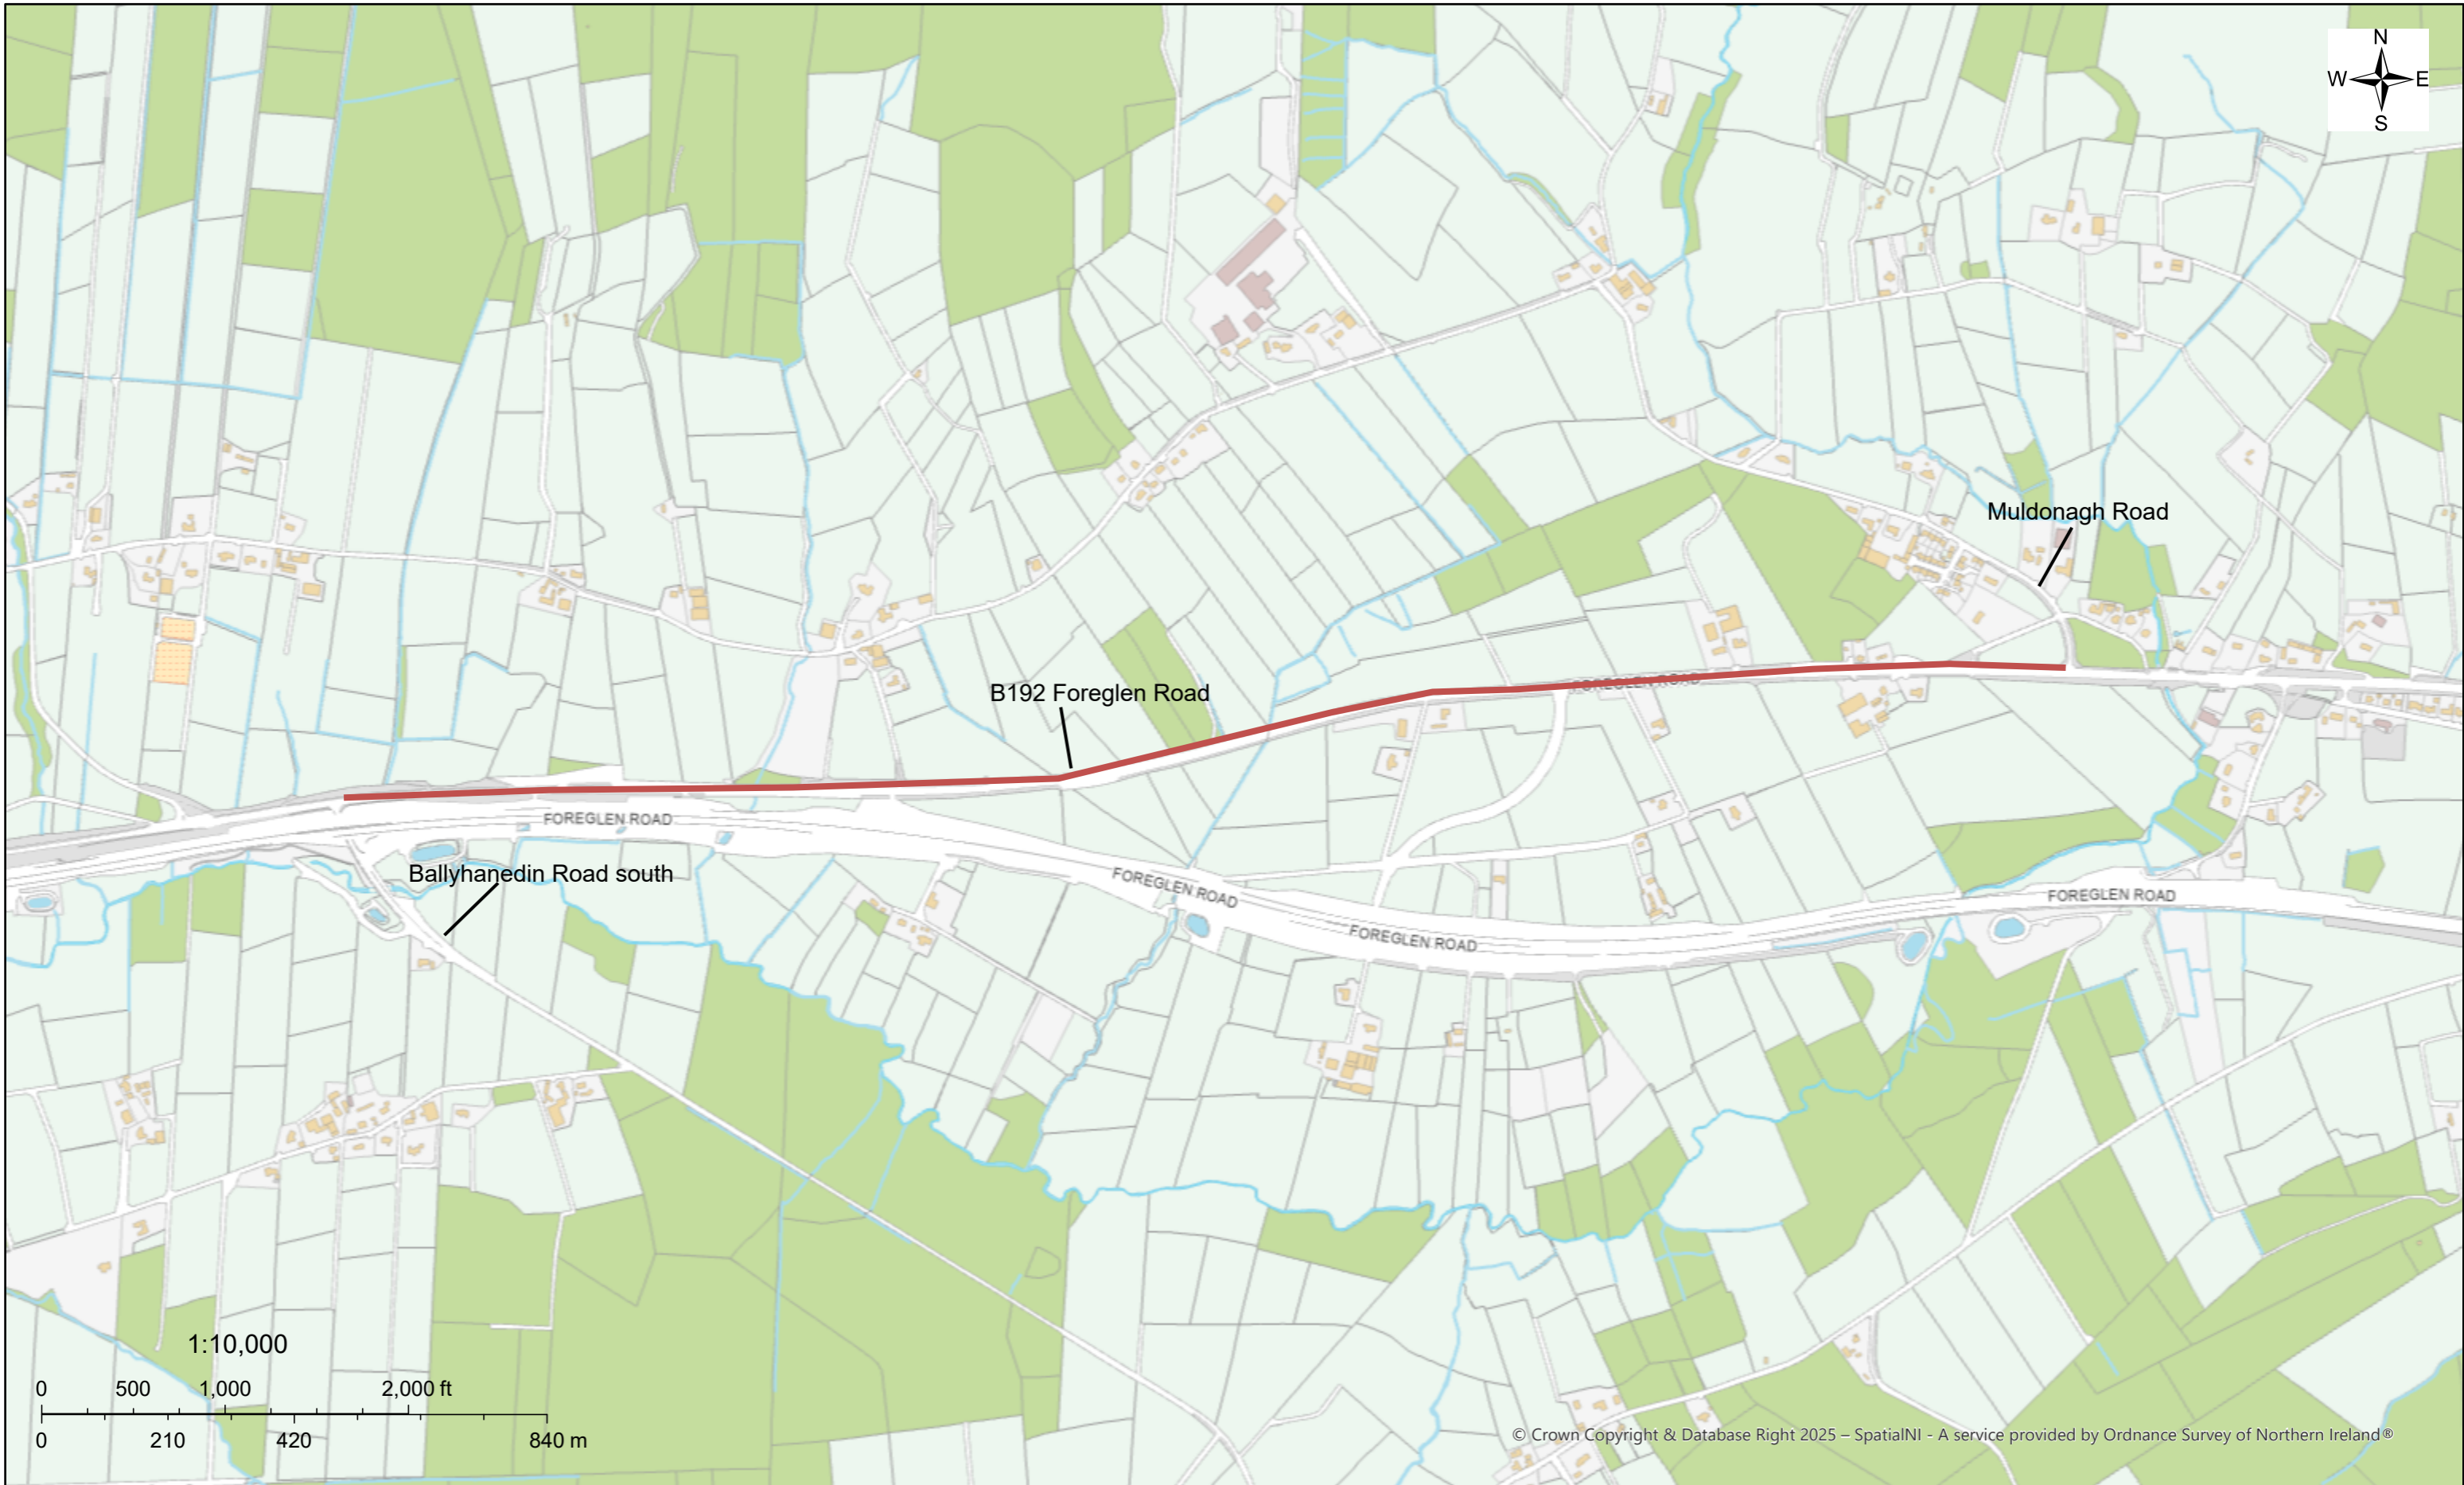 N
W E
S
Muldonagh Road
B192 Foreglen Road
FOREGLEN ROAD
FOREGLEN ROAD
Ballyhanedin Road south
FOREGLEN ROAD
FOREGLEN ROAD
FOREGLEN ROAD
1:10,000
0 500 1,000 2,000 ft
0 210 420 840 m
© Crown Copyright & Database Right 2025 – SpatialNI - A service provided by Ordnance Survey of Northern Ireland®